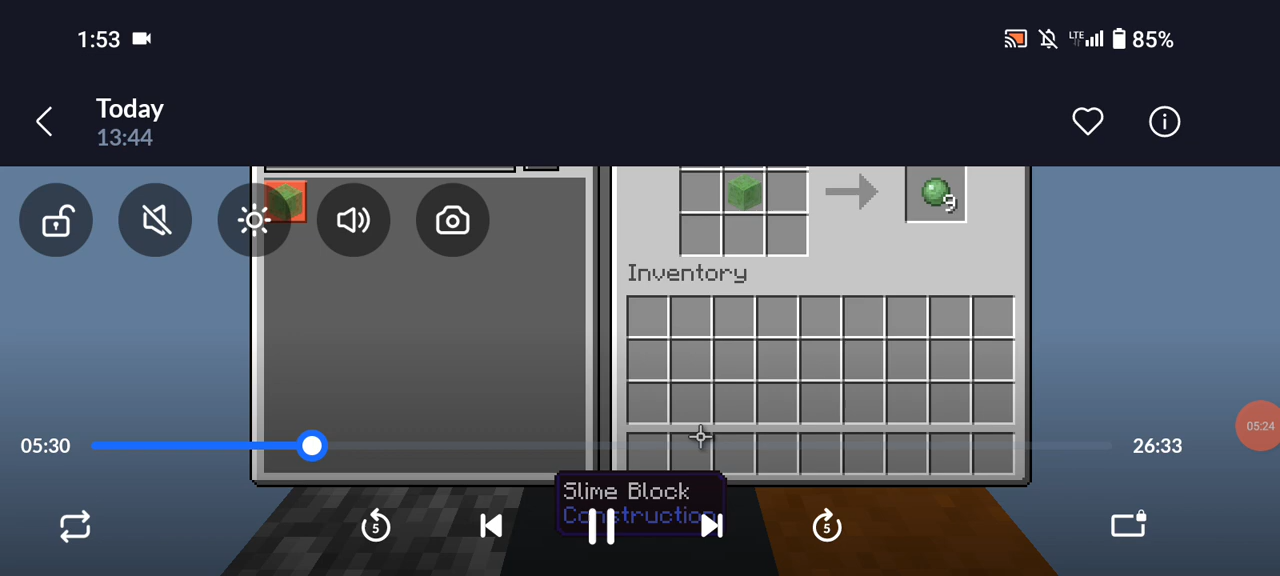 1:53
LTE
85%
Today
13:44
9
Inventory
05:30
26:33
05:24
Slime Block
Construction
5
5